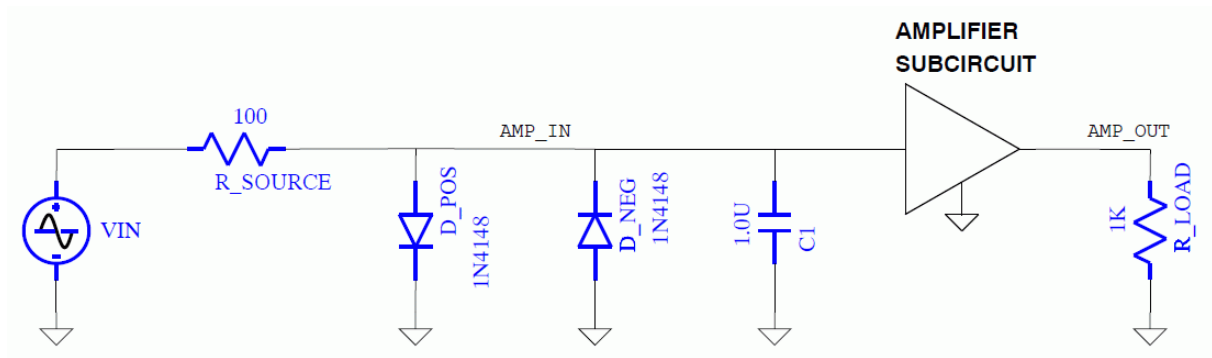 AMPLIFIER
SUBCIRCUIT
100
AMP_IN
AMP_OUT
R_SOURCE
VIN
D_POS
1N4148
D_NEG
1N4148
1.0U
C1
1K
R_LOAD